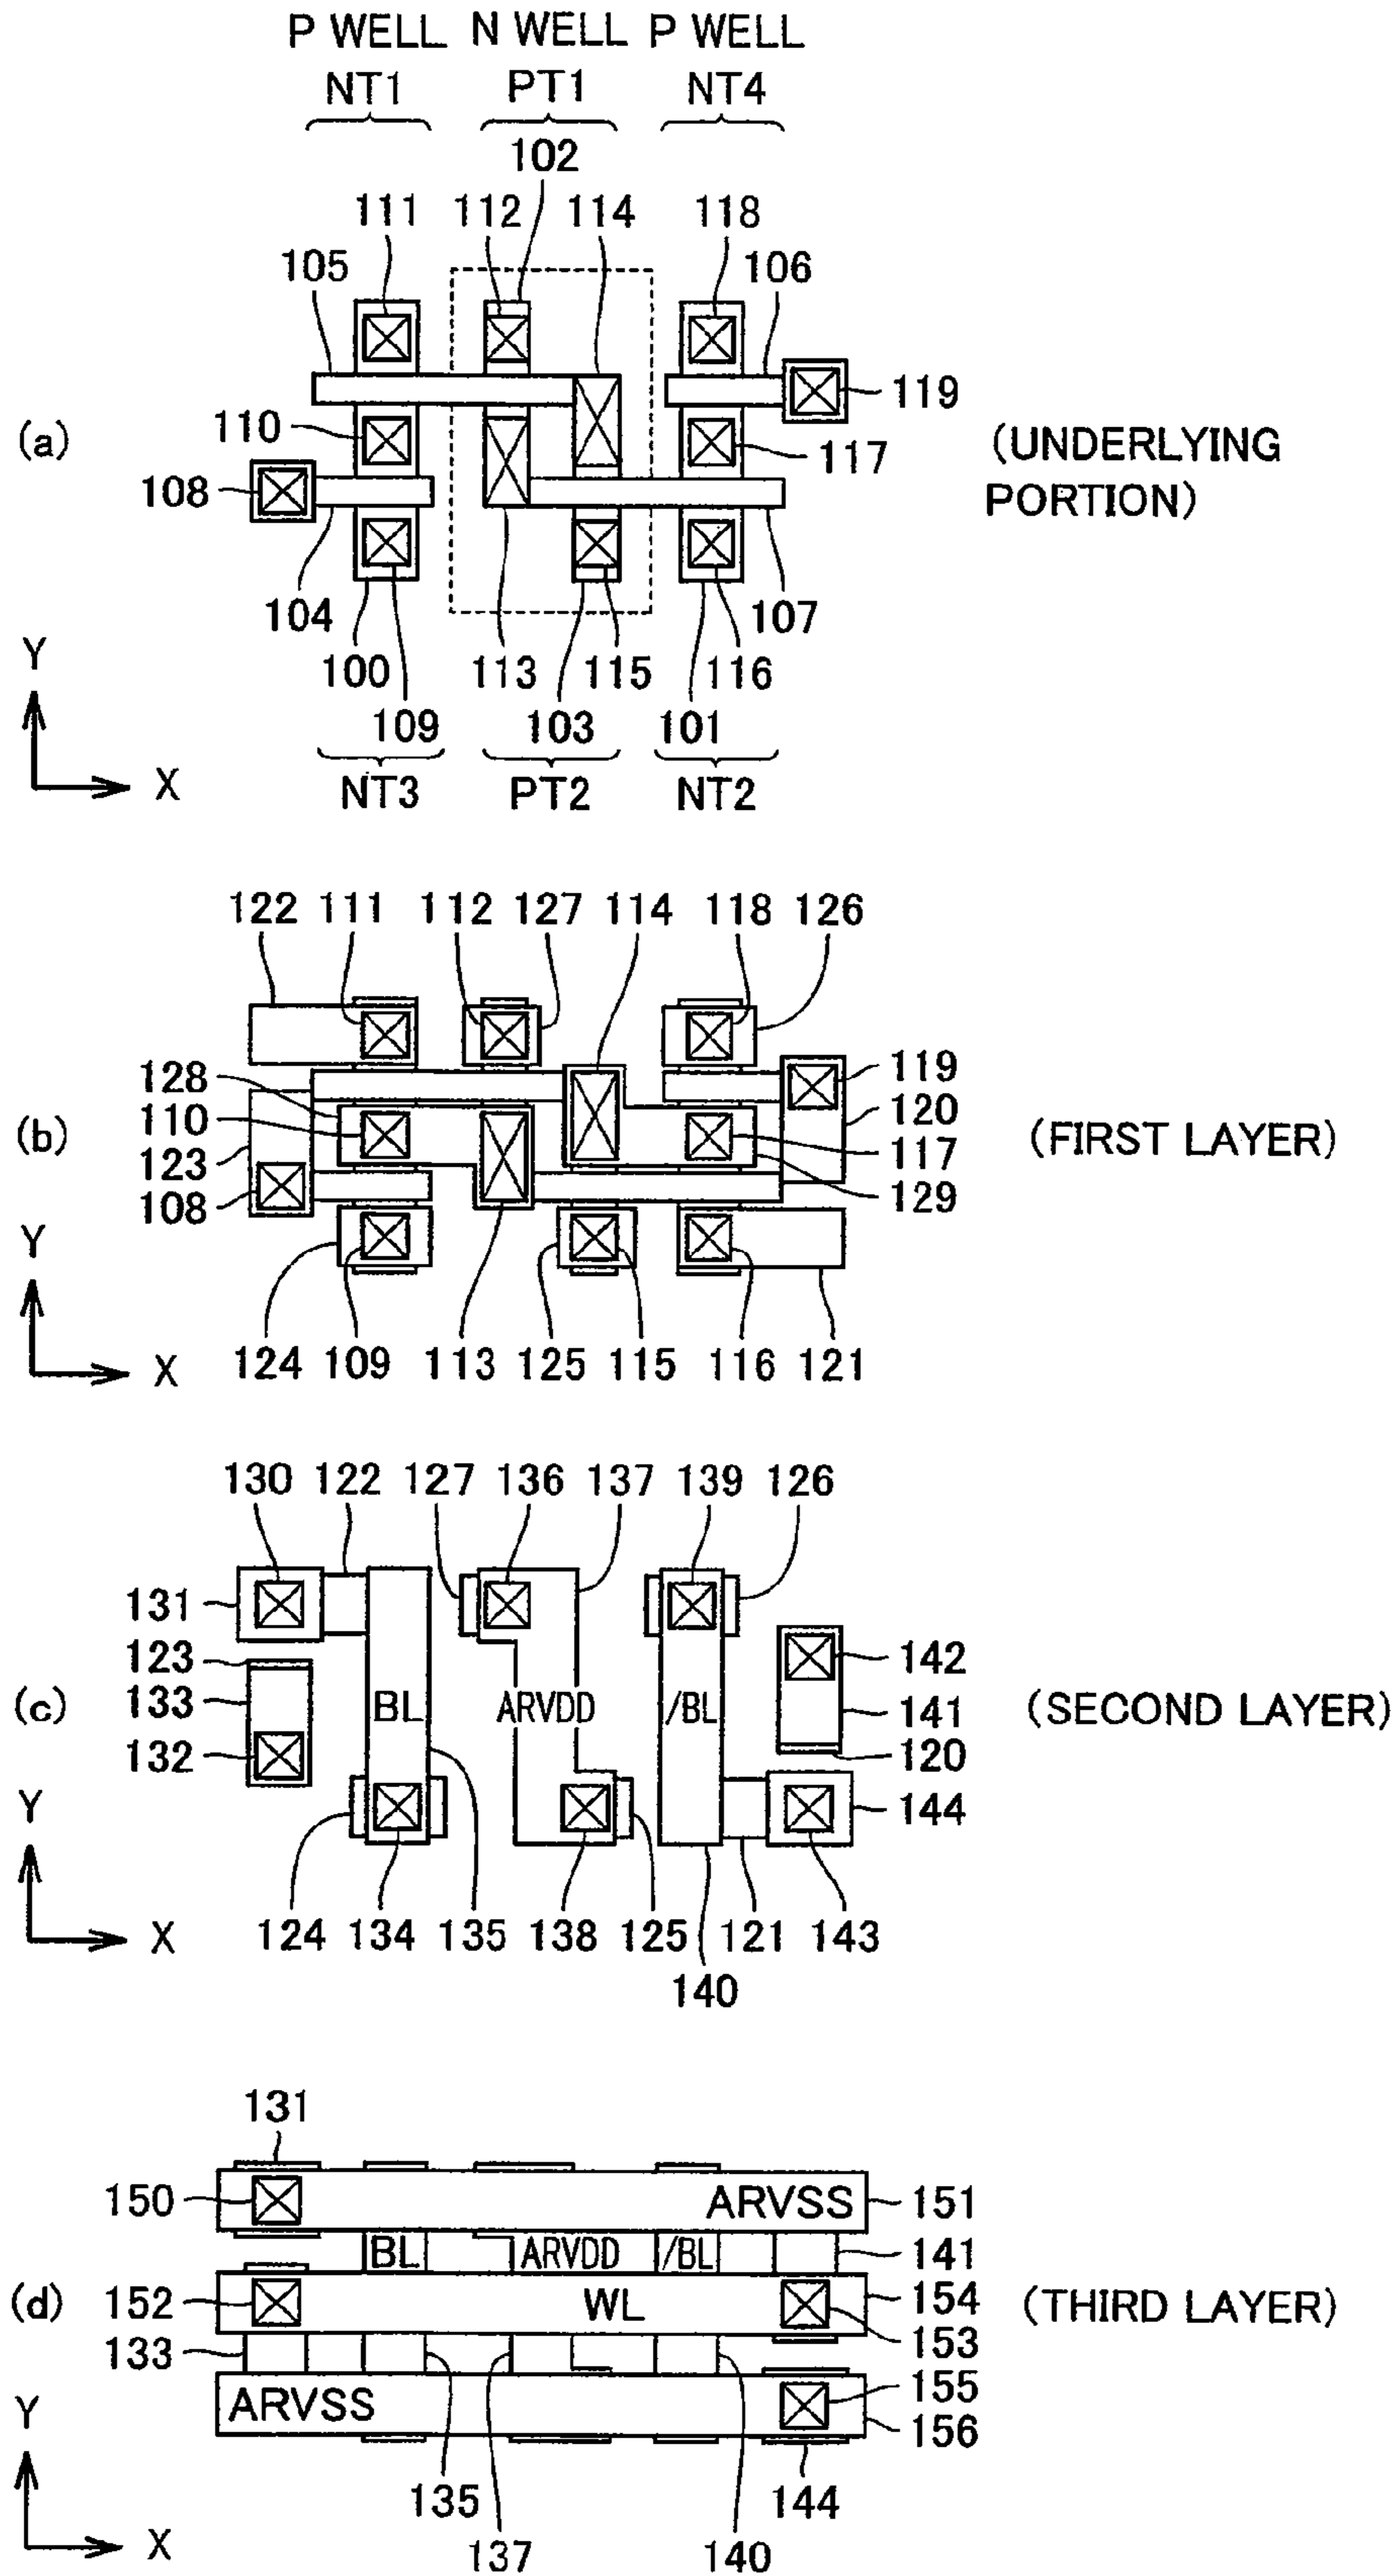 P WELL N WELL P WELL
NT1 PT1 NT4
102
111 112 114 118
105 106
119
(a) 110 117 (UNDERLYING
108 PORTION)
104 107
100 113 115 116
109 103 101
NT3 PT2 NT2
Y
X
122 111 112 127 114 118 126
128 119
110 120
(b) 123 117 (FIRST LAYER)
108 129
124 109 113 125 115 116 121
Y
X
130 122 127 136 137 139 126
131
123 142
(c) 133 BL ARVDD /BL 141 (SECOND LAYER)
132 120
144
124 134 135 138 125 121 143
140
Y
X
131
150 ARVSS 151
BL ARVDD /BL 141
(d) 152 WL 154 (THIRD LAYER)
133 153
ARVSS 155
156
135 144
137 140
Y
X